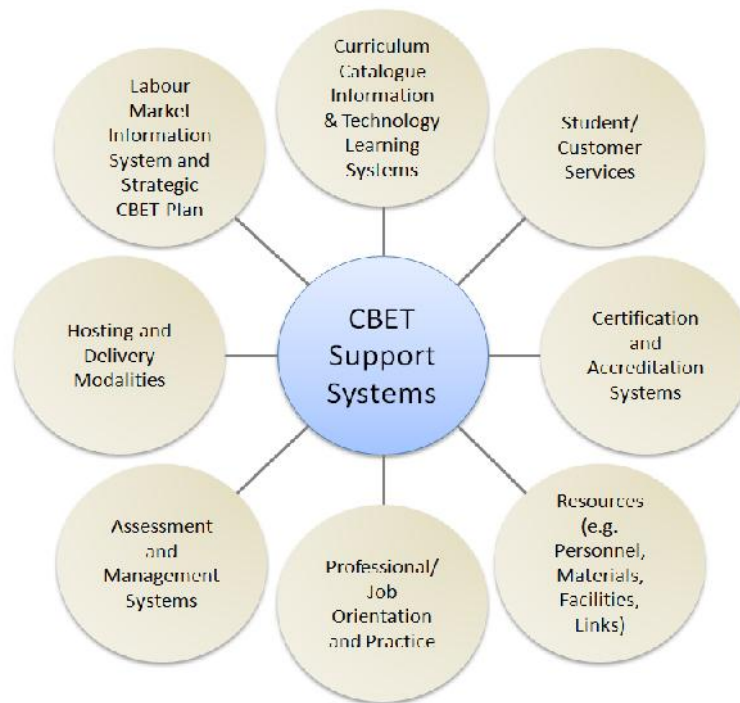 Curriculum
Catalogue
Information
& Technology
Learning
Systems
Labour
Market
Information
System and
Strategic
CBET Plan
Student/
Customer
Services
Hosting and
Delivery
Modalities
CBET
Support
Systems
Certification
and
Accreditation
Systems
Assessment
and
Management
Systems
Professional/
Job
Orientation
and Practice
Resources
(e.g.
Personnel,
Materials,
Facilities,
Links)